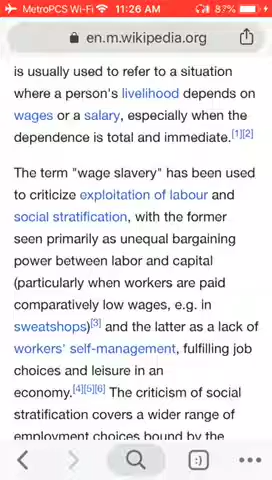 MetroPCS Wi-Fi 11:26 AM 87%
en.m.wikipedia.org
is usually used to refer to a situation
where a person's livelihood depends on
wages or a salary, especially when the
dependence is total and immediate.[1][2]
The term "wage slavery" has been used
to criticize exploitation of labour and
social stratification, with the former
seen primarily as unequal bargaining
power between labor and capital
(particularly when workers are paid
comparatively low wages, e.g. in
sweatshops)[3] and the latter as a lack of
workers' self-management, fulfilling job
choices and leisure in an
economy.[4][5][6] The criticism of social
stratification covers a wider range of
employment choices bound by the
:)